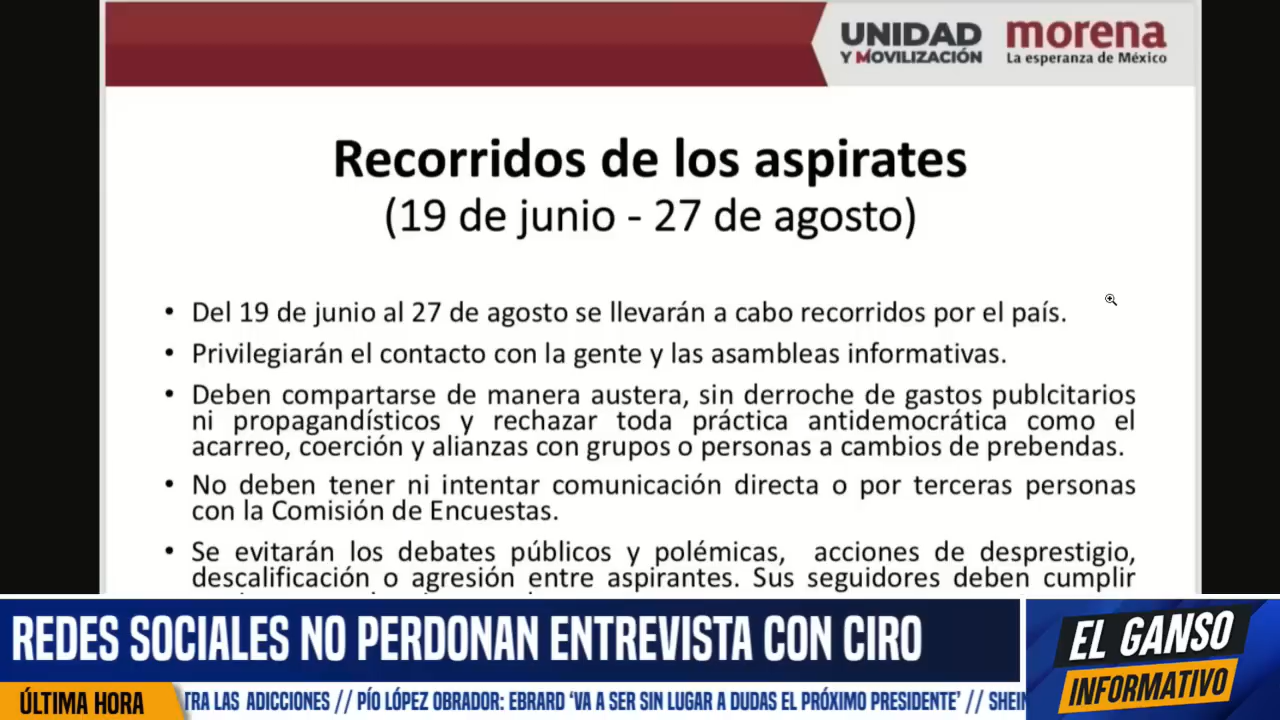 UNIDAD
Y MOVILIZACIÓN
morena
La esperanza de México
Recorridos de los aspirates
(19 de junio - 27 de agosto)
• Del 19 de junio al 27 de agosto se llevarán a cabo recorridos por el país.
• Privilegiarán el contacto con la gente y las asambleas informativas.
• Deben compartarse de manera austera, sin derroche de gastos publcitarios
ni propagandísticos y rechazar toda práctica antidemocrática como el
acarreo, coerción y alianzas con grupos o personas a cambios de prebendas.
• No deben tener ni intentar comunicación directa o por terceras personas
con la Comisión de Encuestas.
• Se evitarán los debates públicos y polémicas, acciones de desprestigio,
descalificación o agresión entre aspirantes. Sus seguidores deben cumplir
REDES SOCIALES NO PERDONAN ENTREVISTA CON CIRO
EL GANSO
INFORMATIVO
ÚLTIMA HORA
TRA LAS ADICCIONES // PÍO LÓPEZ OBRADOR: EBRARD ‘VA A SER SIN LUGAR A DUDAS EL PRÓXIMO PRESIDENTE’ // SHEIN